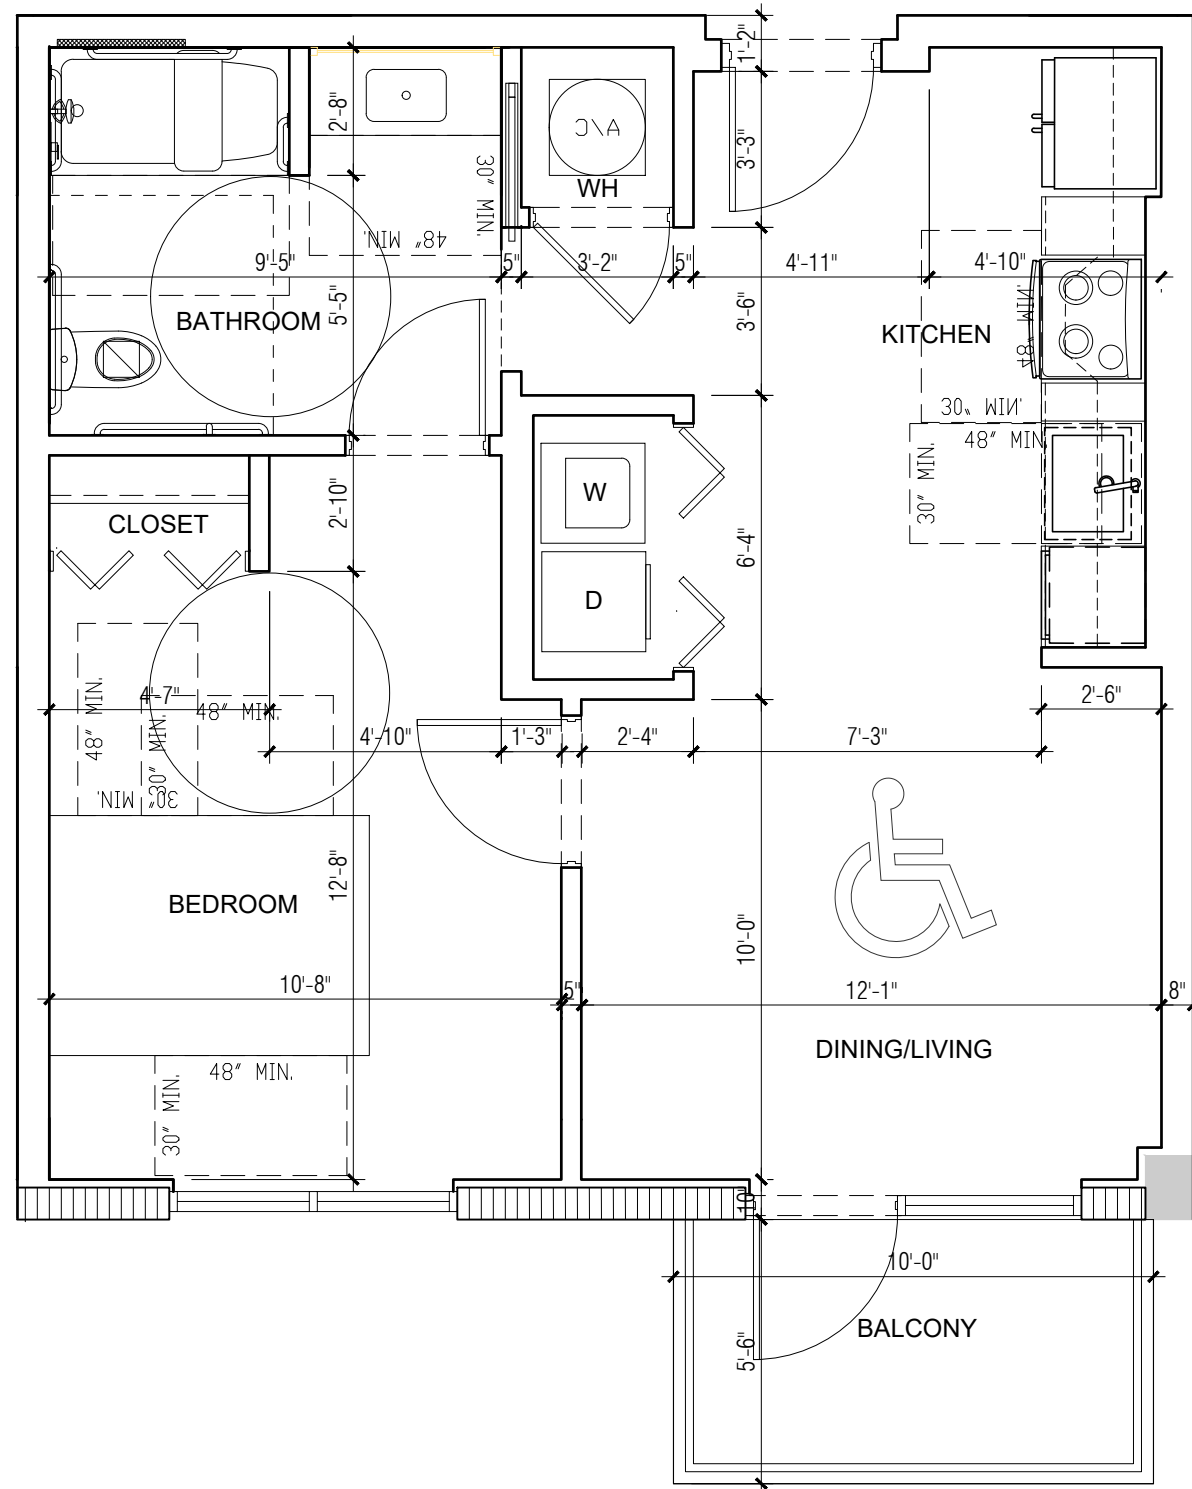 1'-2"
2'-8"
A/C
3'-3"
WH
30" MIN.
48" MIN.
9'-5"
5"
3'-2"
5"
4'-11"
4'-10"
BATHROOM
5'-5"
3'-6"
KITCHEN
48" MIN.
30" MIN.
48" MIN.
30" MIN.
2'-10"
W
CLOSET
6'-4"
D
4'-7"
48" MIN.
48" MIN.
30" MIN.
30" MIN.
2'-6"
4'-10"
1'-3"
2'-4"
7'-3"
12'-8"
BEDROOM
10'-0"
10'-8"
5"
12'-1"
8"
DINING/LIVING
48" MIN.
30" MIN.
10"
10'-0"
BALCONY
5'-6"